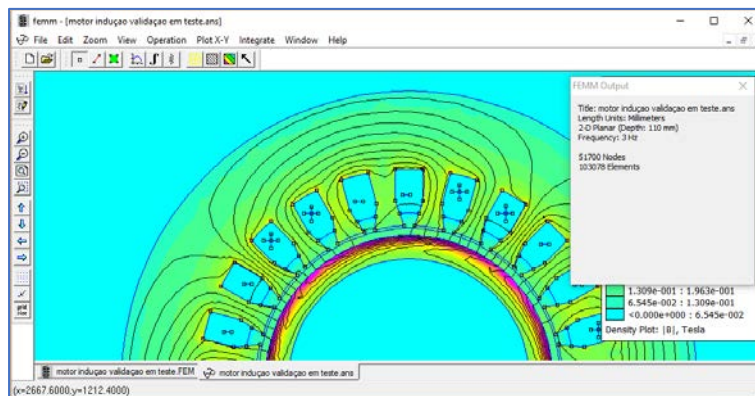 femm - [motor indução validaçao em teste.ans]
File Edit Zoom View Operation Plot X-Y Integrate Window Help
FEMM Output
Title: motor induçao validaçao em teste.ans
Length Units: Millimeters
2-D Planar (Depth: 110 mm)
Frequency: 3 Hz
51700 Nodes
103078 Elements
1.309e-001 : 1.963e-001
6.545e-002 : 1.309e-001
<0.000e+000 : 6.545e-002
Density Plot: |B|, Tesla
motor induçao validaçao em teste.FEM
motor induçao validaçao em teste.ans
(x=2667.6000,y=1212.4000)